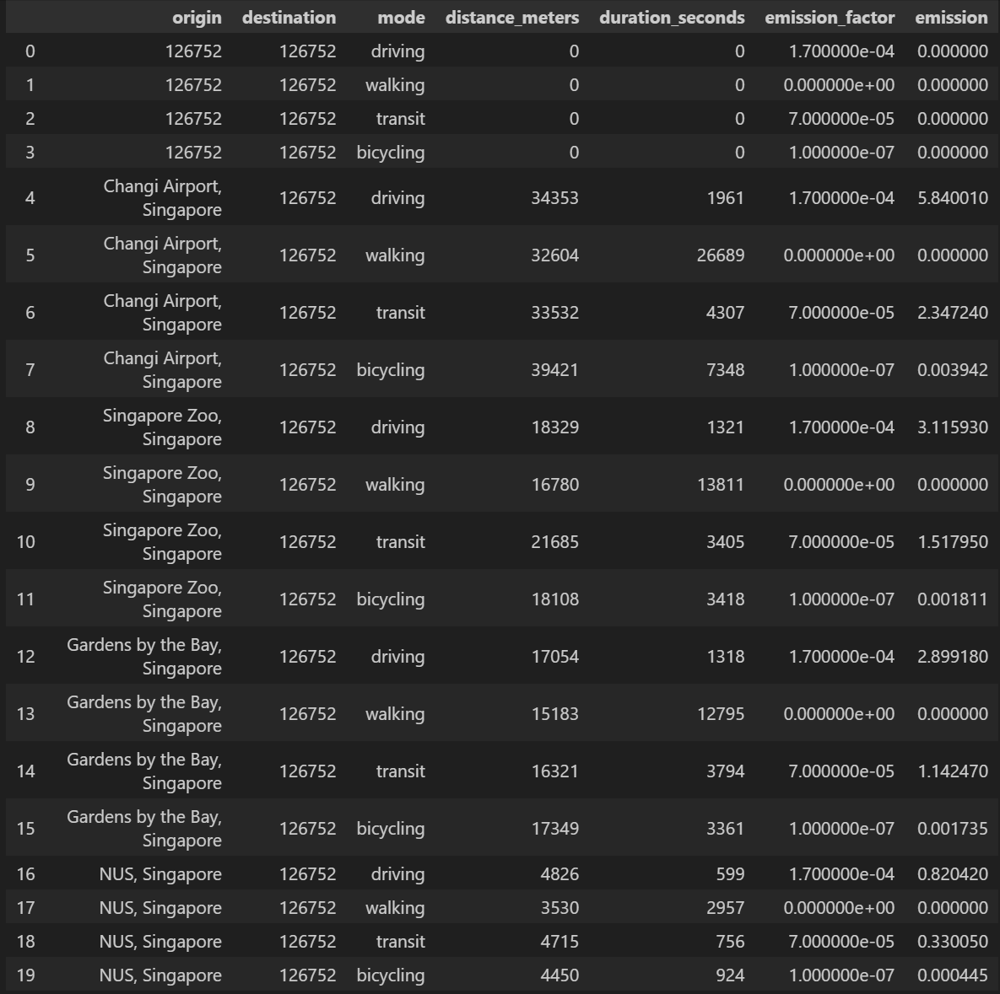 origin destination mode distance_meters duration_seconds emission_factor emission
0 126752 126752 driving 0 0 1.700000e-04 0.000000
1 126752 126752 walking 0 0 0.000000e+00 0.000000
2 126752 126752 transit 0 0 7.000000e-05 0.000000
3 126752 126752 bicycling 0 0 1.000000e-07 0.000000
Changi Airport,
4 126752 driving 34353 1961 1.700000e-04 5.840010
Singapore
Changi Airport,
5 126752 walking 32604 26689 0.000000e+00 0.000000
Singapore
Changi Airport,
6 126752 transit 33532 4307 7.000000e-05 2.347240
Singapore
Changi Airport,
7 126752 bicycling 39421 7348 1.000000e-07 0.003942
Singapore
Singapore Zoo,
8 126752 driving 18329 1321 1.700000e-04 3.115930
Singapore
Singapore Zoo,
9 126752 walking 16780 13811 0.000000e+00 0.000000
Singapore
Singapore Zoo,
10 126752 transit 21685 3405 7.000000e-05 1.517950
Singapore
Singapore Zoo,
11 126752 bicycling 18108 3418 1.000000e-07 0.001811
Singapore
Gardens by the Bay,
12 126752 driving 17054 1318 1.700000e-04 2.899180
Singapore
Gardens by the Bay,
13 126752 walking 15183 12795 0.000000e+00 0.000000
Singapore
Gardens by the Bay,
14 126752 transit 16321 3794 7.000000e-05 1.142470
Singapore
Gardens by the Bay,
15 126752 bicycling 17349 3361 1.000000e-07 0.001735
Singapore
16 NUS, Singapore 126752 driving 4826 599 1.700000e-04 0.820420
17 NUS, Singapore 126752 walking 3530 2957 0.000000e+00 0.000000
18 NUS, Singapore 126752 transit 4715 756 7.000000e-05 0.330050
19 NUS, Singapore 126752 bicycling 4450 924 1.000000e-07 0.000445